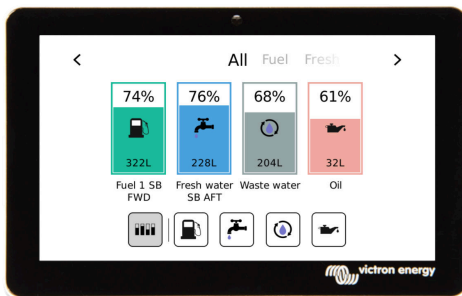 All Fuel Fresh
74% 76% 68% 61%
322L 228L 204L 32L
Fuel 1 SB Fresh water Waste water Oil
FWD SB AFT
victron energy